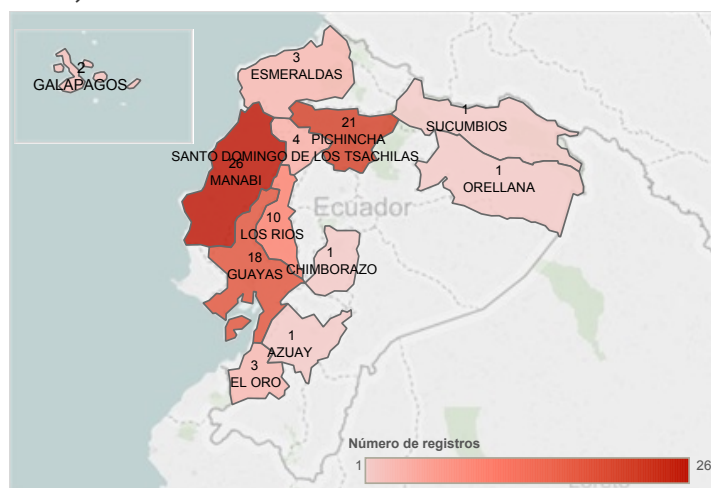 3
ESMERALDAS
2
GALAPAGOS
1
SUCUMBIOS
21
PICHINCHA
4
SANTO DOMINGO DE LOS TSACHILAS
26
MANABI
1
ORELLANA
Ecuador
10
LOS RIOS
18
GUAYAS
1
CHIMBORAZO
1
AZUAY
3
EL ORO
Número de registros
1
26